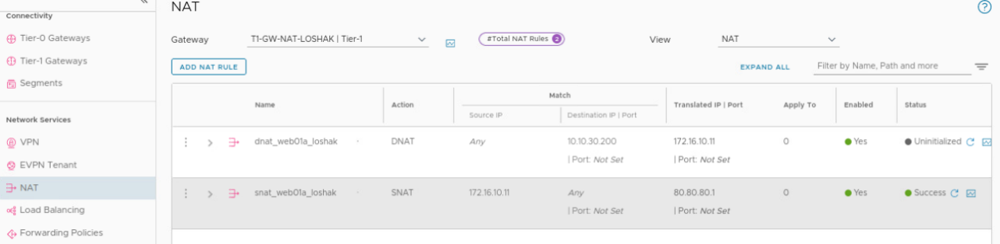 NAT
Connectivity
Tier-0 Gateways
Tier-1 Gateways
Segments
Network Services
VPN
EVPN Tenant
NAT
Load Balancing
Forwarding Policies
Gateway T1-GW-NAT-LOSHAK | Tier-1 #Total NAT Rules 2 View NAT
ADD NAT RULE EXPAND ALL Filter by Name, Path and more
Match
Name Action Translated IP | Port Apply To Enabled Status
Source IP Destination IP | Port
dnat_web01a_loshak DNAT Any 10.10.30.200 172.16.10.11 0 Yes Uninitialized
| Port: Not Set | Port: Not Set
snat_web01a_loshak SNAT 172.16.10.11 Any 80.80.80.1 0 Yes Success
| Port: Not Set | Port: Not Set